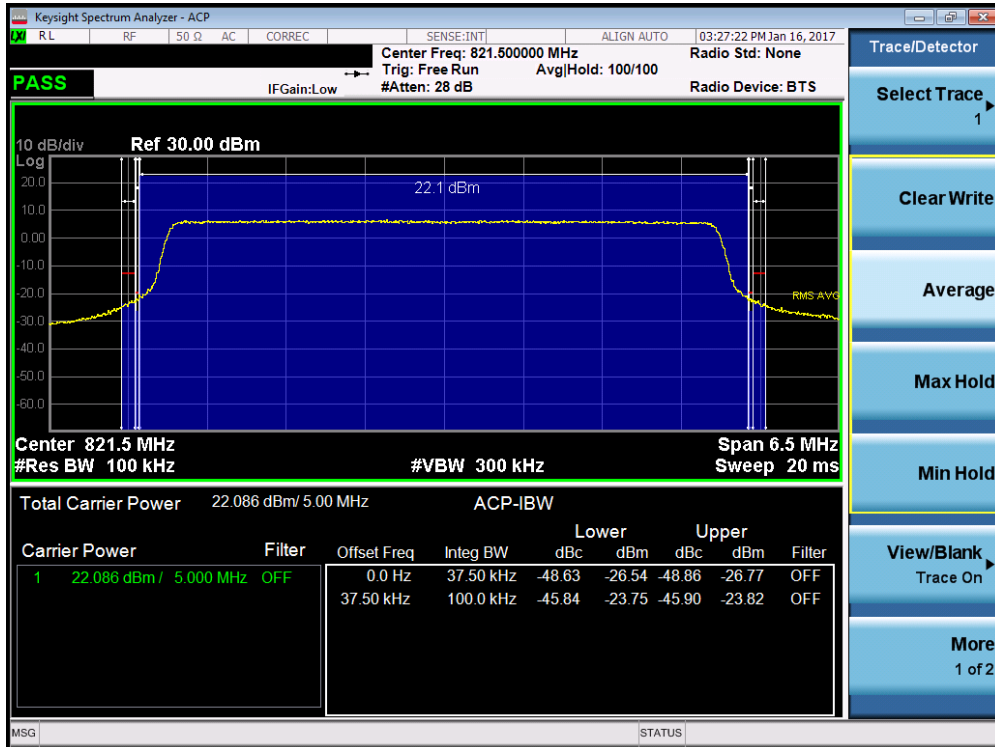 Keysight Spectrum Analyzer - ACP
LXI RL RF 50 Ω AC CORREC SENSE:INT ALIGN AUTO 03:27:22 PM Jan 16, 2017
Center Freq: 821.500000 MHz Radio Std: None
Trig: Free Run Avg|Hold: 100/100
PASS IFGain:Low #Atten: 28 dB Radio Device: BTS
10 dB/div Ref 30.00 dBm
Log
20.0 22.1 dBm
10.0
0.00
-10.0
-20.0 RMS AVG
-30.0
-40.0
-50.0
-60.0
Center 821.5 MHz Span 6.5 MHz
#Res BW 100 kHz #VBW 300 kHz Sweep 20 ms
Total Carrier Power 22.086 dBm/ 5.00 MHz ACP-IBW
Lower Upper
Carrier Power Filter Offset Freq Integ BW dBc dBm dBc dBm Filter
1 22.086 dBm / 5.000 MHz OFF 0.0 Hz 37.50 kHz -48.63 -26.54 -48.86 -26.77 OFF
37.50 kHz 100.0 kHz -45.84 -23.75 -45.90 -23.82 OFF
MSG STATUS
Trace/Detector
Select Trace
1
Clear Write
Average
Max Hold
Min Hold
View/Blank
Trace On
More
1 of 2